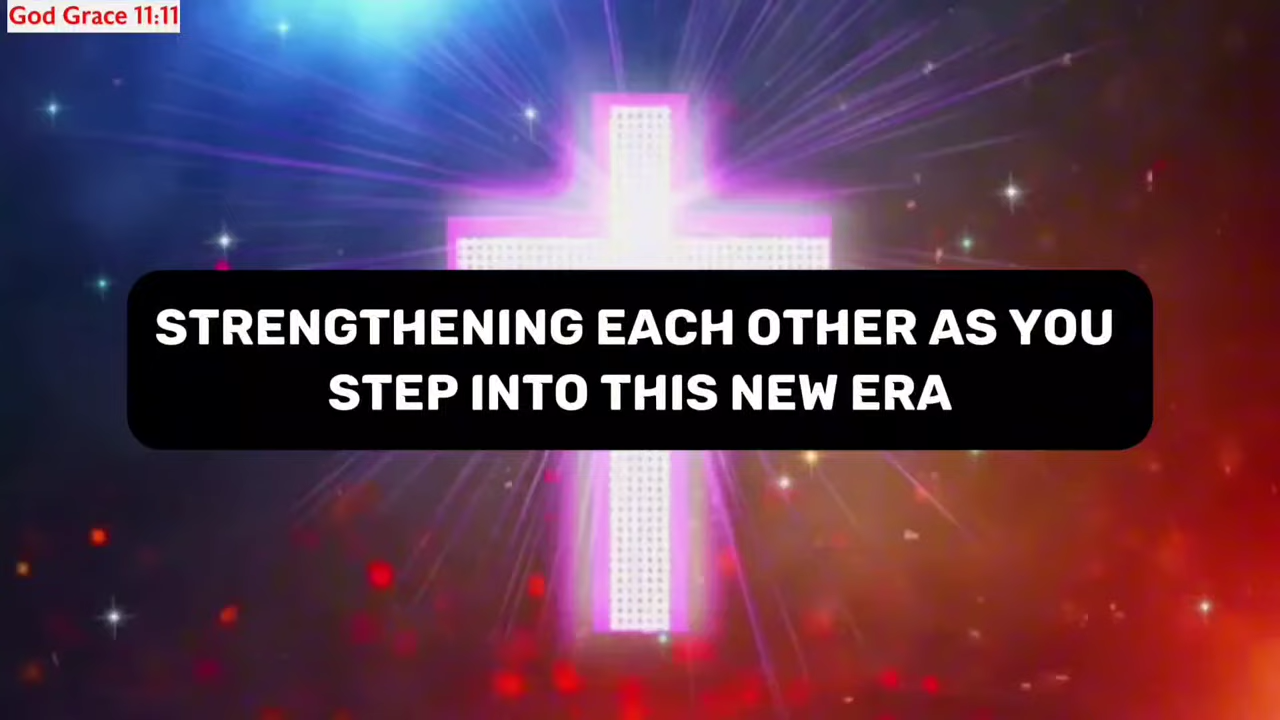 God Grace 11:11
STRENGTHENING EACH OTHER AS YOU
STEP INTO THIS NEW ERA